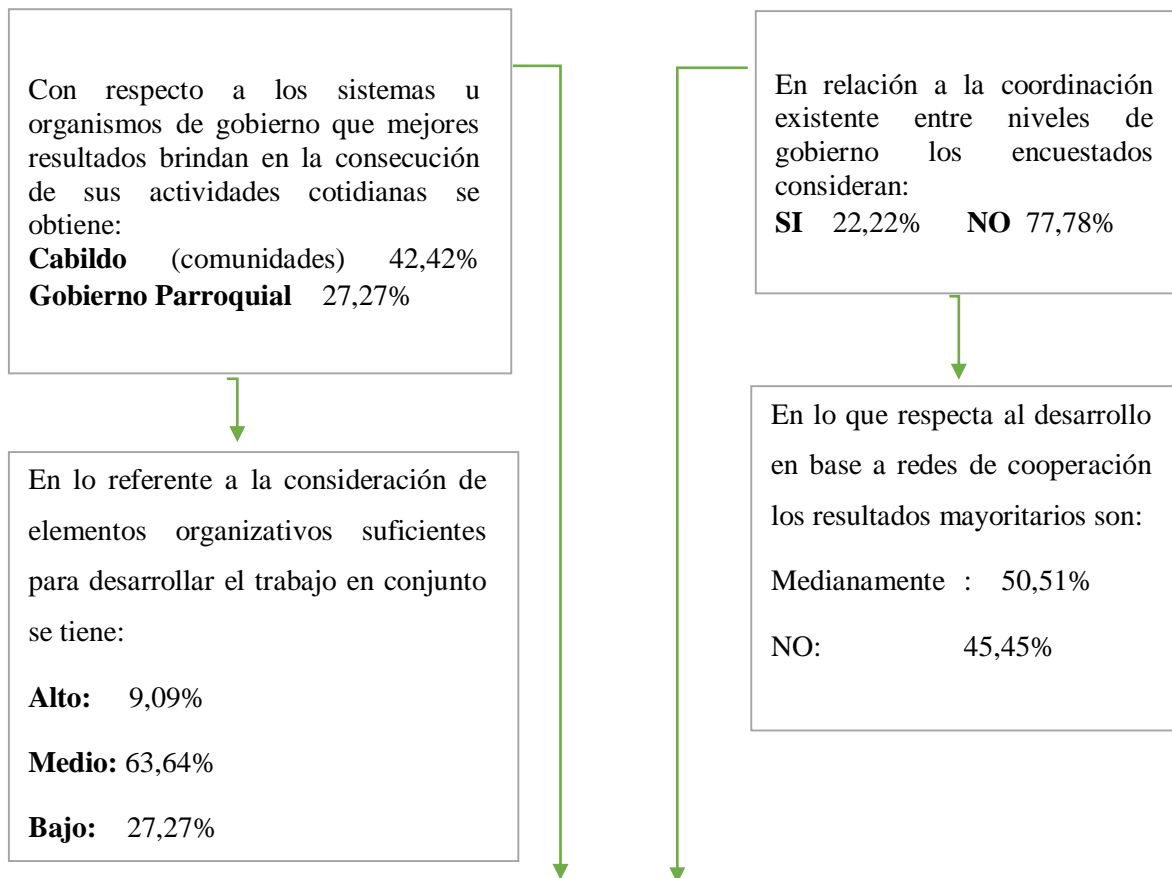 Con respecto a los sistemas u
organismos de gobierno que mejores
resultados brindan en la consecución
de sus actividades cotidianas se
obtiene:
Cabildo (comunidades) 42,42%
Gobierno Parroquial 27,27%
En lo referente a la consideración de
elementos organizativos suficientes
para desarrollar el trabajo en conjunto
se tiene:
Alto: 9,09%
Medio: 63,64%
Bajo: 27,27%
En relación a la coordinación
existente entre niveles de
gobierno los encuestados
consideran:
SI 22,22% NO 77,78%
En lo que respecta al desarrollo
en base a redes de cooperación
los resultados mayoritarios son:
Medianamente : 50,51%
NO: 45,45%